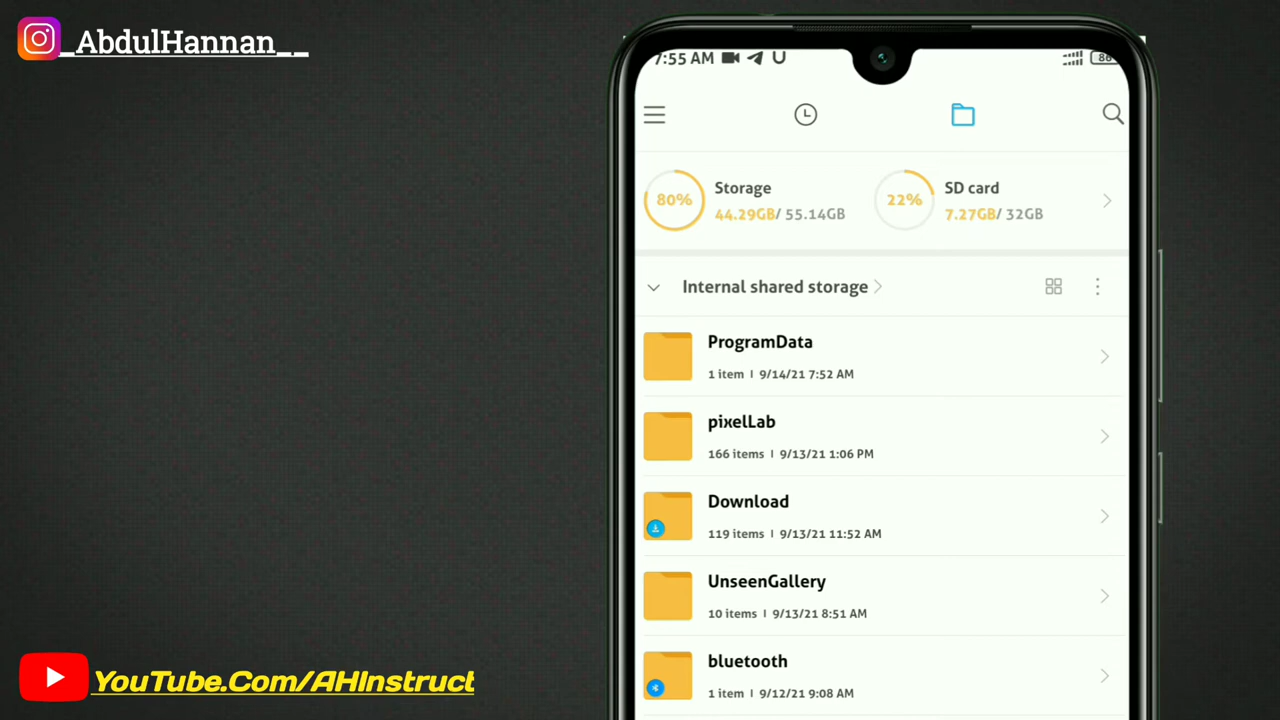 _AbdulHannan_ _
7:55 AM
86
80%
Storage
44.29GB/ 55.14GB
22%
SD card
7.27GB/ 32GB
Internal shared storage
ProgramData
1 item | 9/14/21 7:52 AM
pixelLab
166 items | 9/13/21 1:06 PM
Download
119 items | 9/13/21 11:52 AM
UnseenGallery
10 items | 9/13/21 8:51 AM
bluetooth
1 item | 9/12/21 9:08 AM
YouTube.Com/AHInstruct